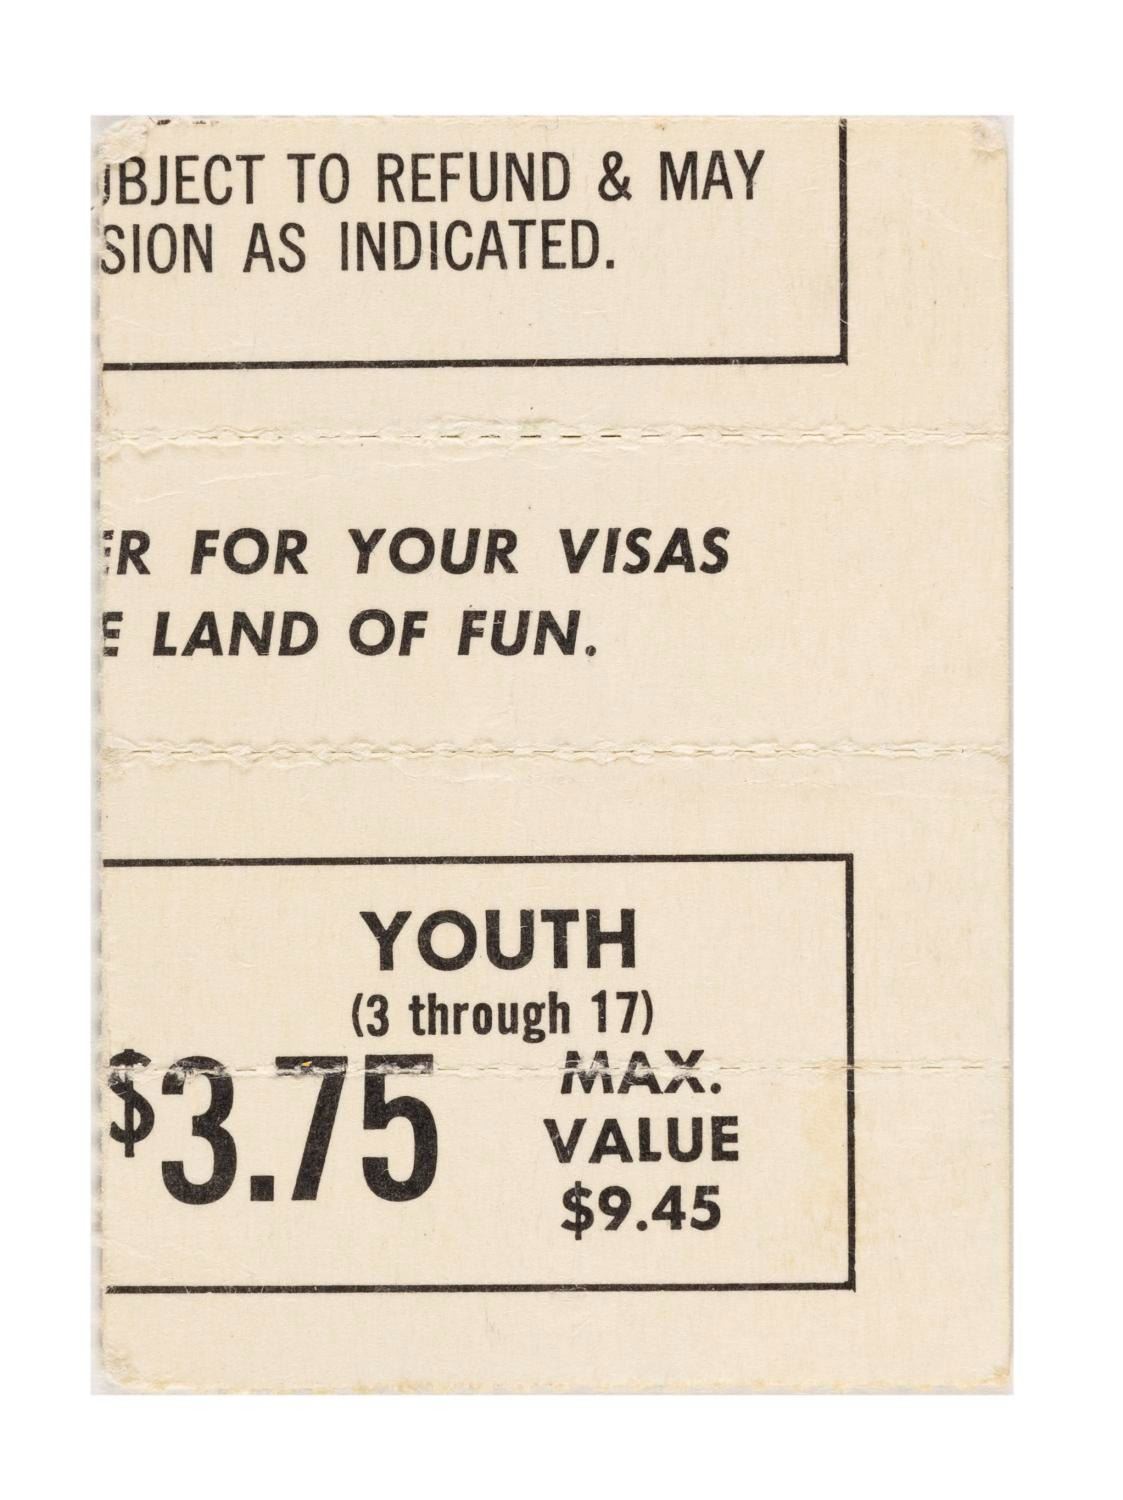 UBJECT TO REFUND & MAY
SION AS INDICATED.
ER FOR YOUR VISAS
E LAND OF FUN.
YOUTH
(3 through 17)
$3.75
MAX.
VALUE
$9.45